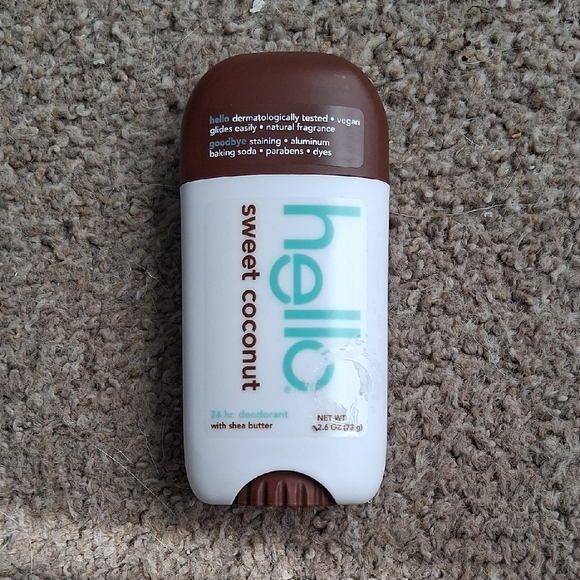 hello dermatologically tested • vegan
glides easily • natural fragrance
goodbye staining • aluminum
baking soda • parabens • dyes
hello®
sweet coconut
24 hr. deodorant
with shea butter
NET WT
2.6 OZ (73 g)